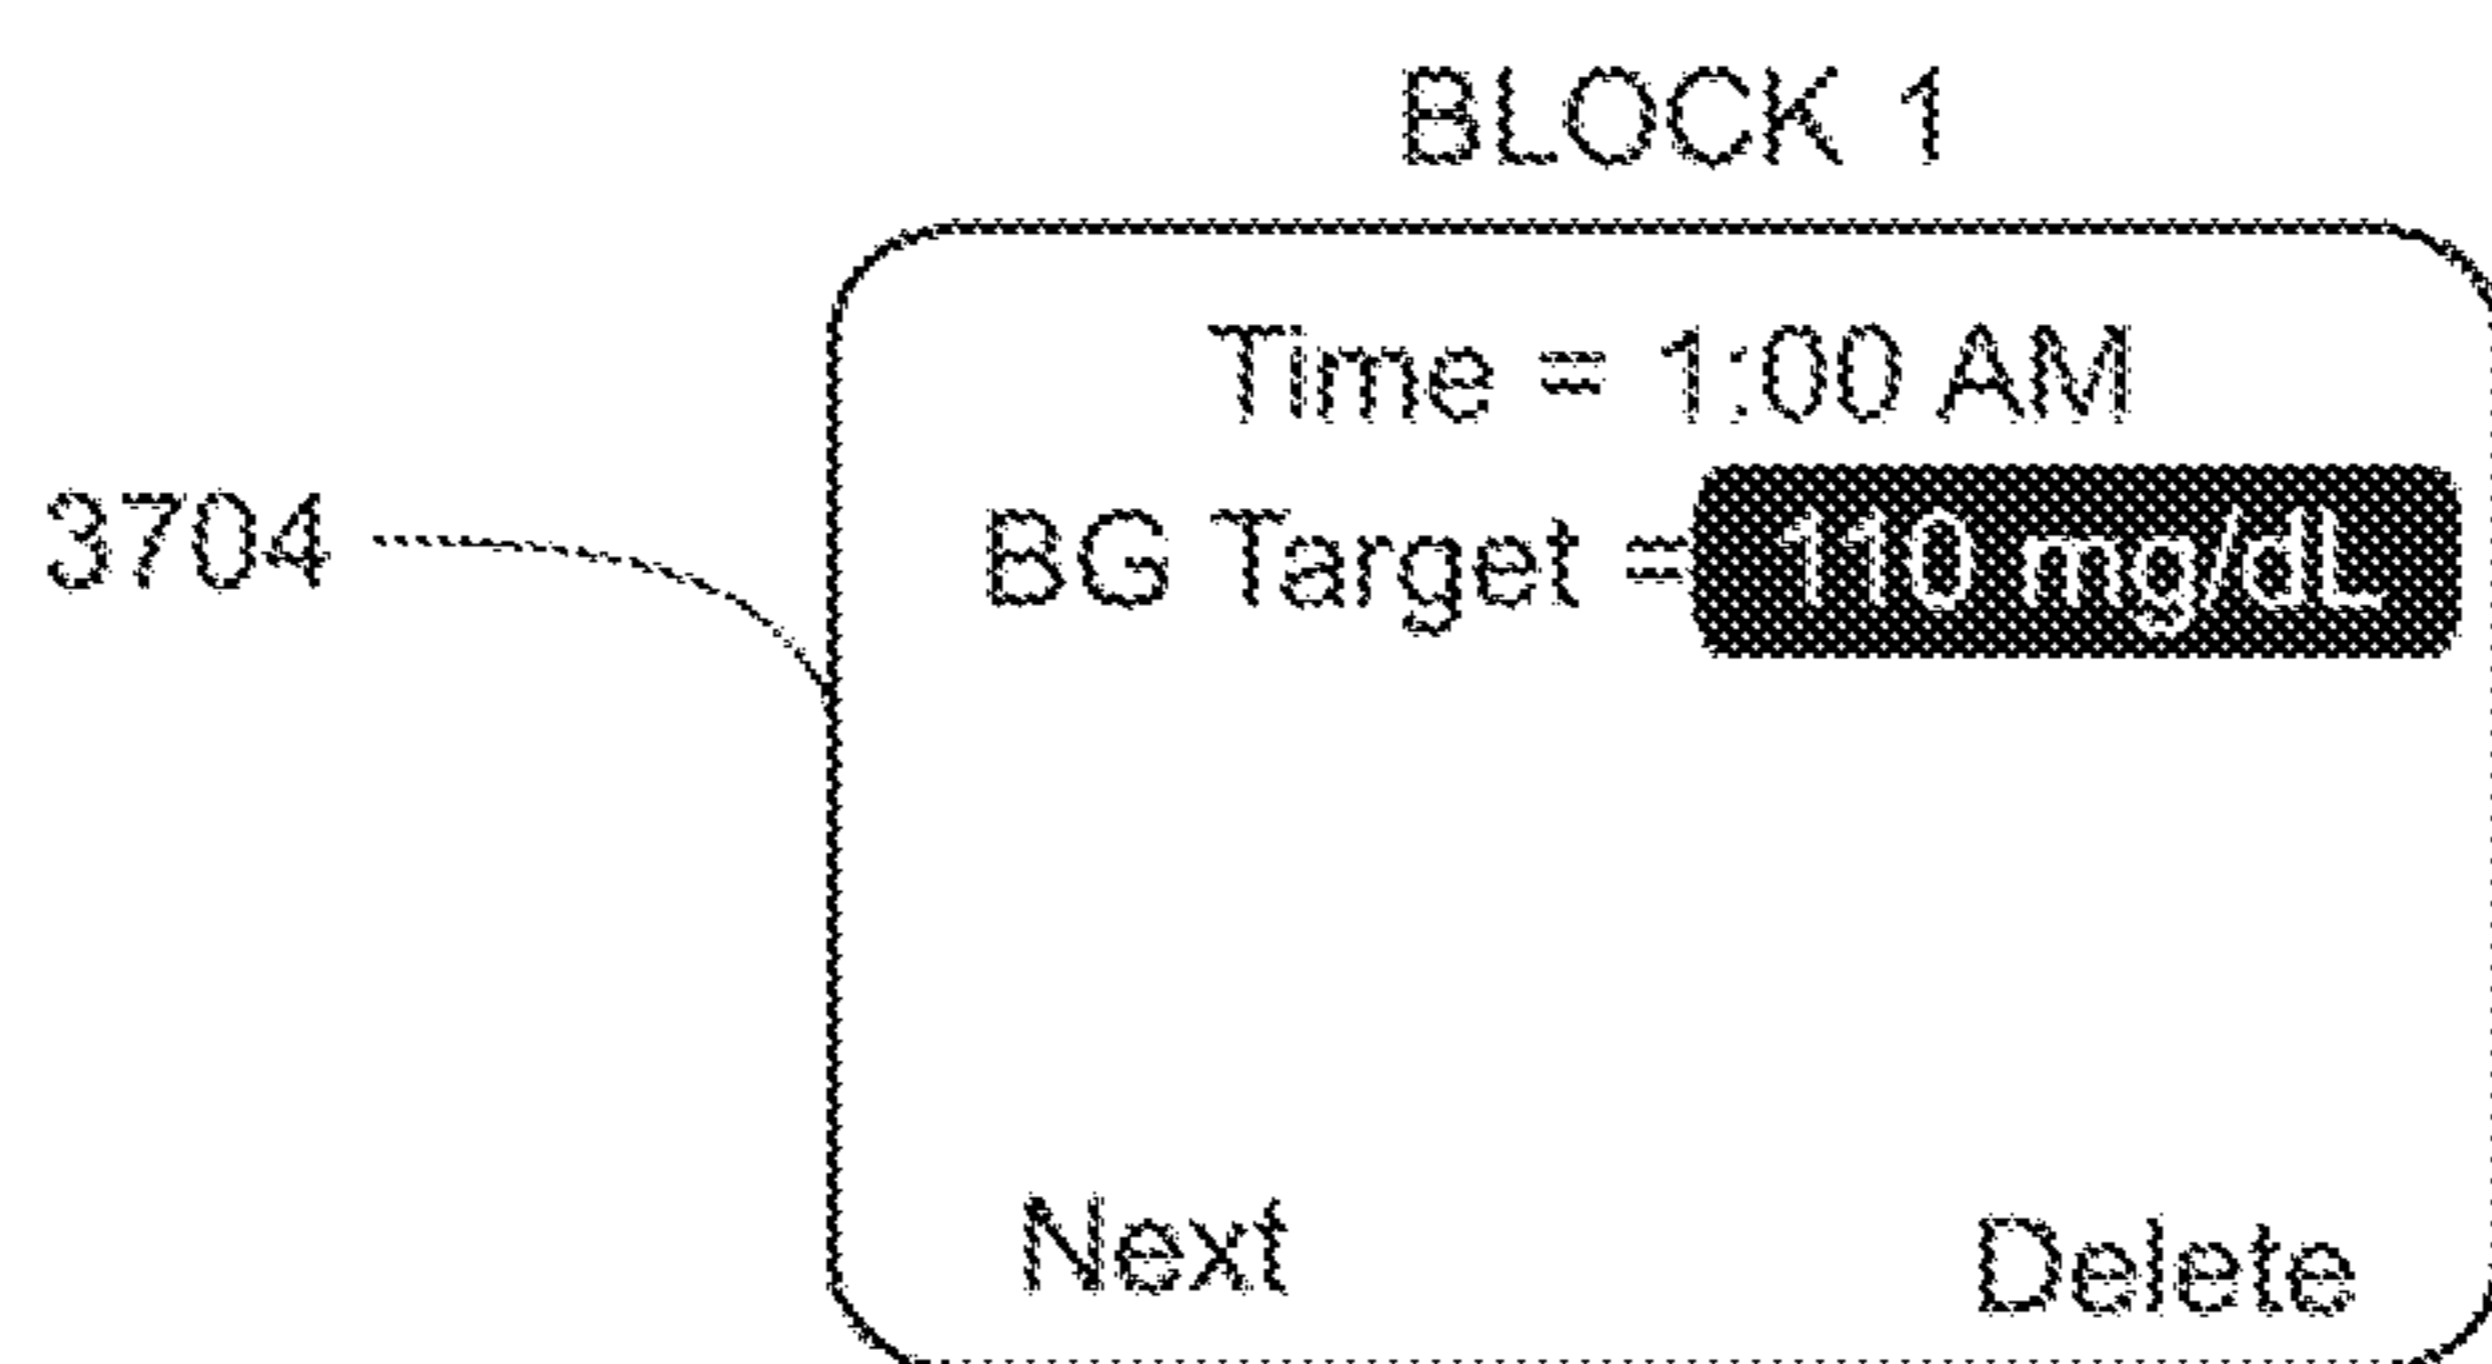 BLOCK 1
Time = 1:00 AM
3704
BG Target = 110 mg/dL
Next Delete